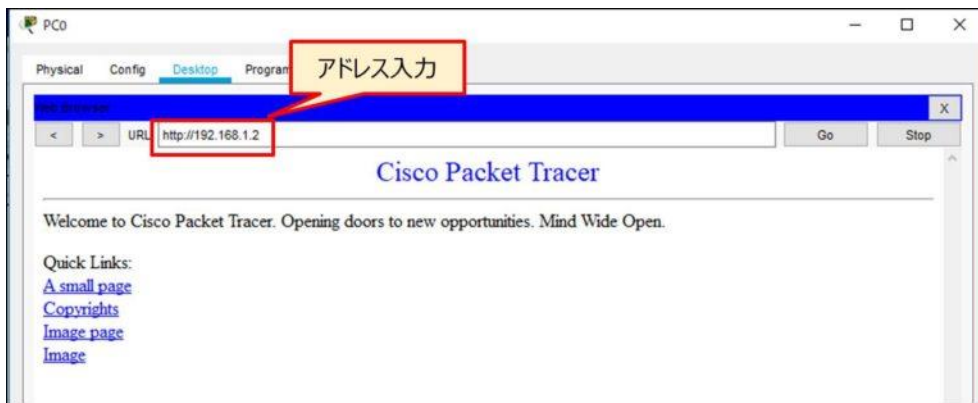 PC0
Physical Config Desktop Program
アドレス入力
Web Browser X
< > URL http://192.168.1.2 Go Stop
Cisco Packet Tracer
Welcome to Cisco Packet Tracer. Opening doors to new opportunities. Mind Wide Open.
Quick Links:
A small page
Copyrights
Image page
Image